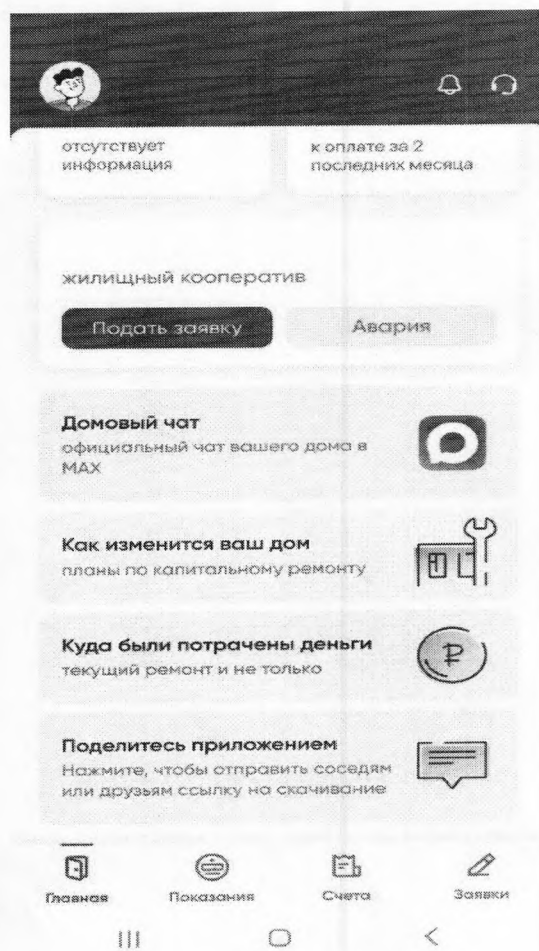 отсутствует
информация
к оплате за 2
последних месяца
жилищный кооператив
Подать заявку
Авария
Домовый чат
официальный чат вашего дома в
MAX
Как изменится ваш дом
планы по капитальному ремонту
Куда были потрачены деньги
текущий ремонт и не только
Поделитесь приложением
Нажмите, чтобы отправить соседям
или друзьям ссылку на скачивание
Главная
Показания
Счета
Заявки